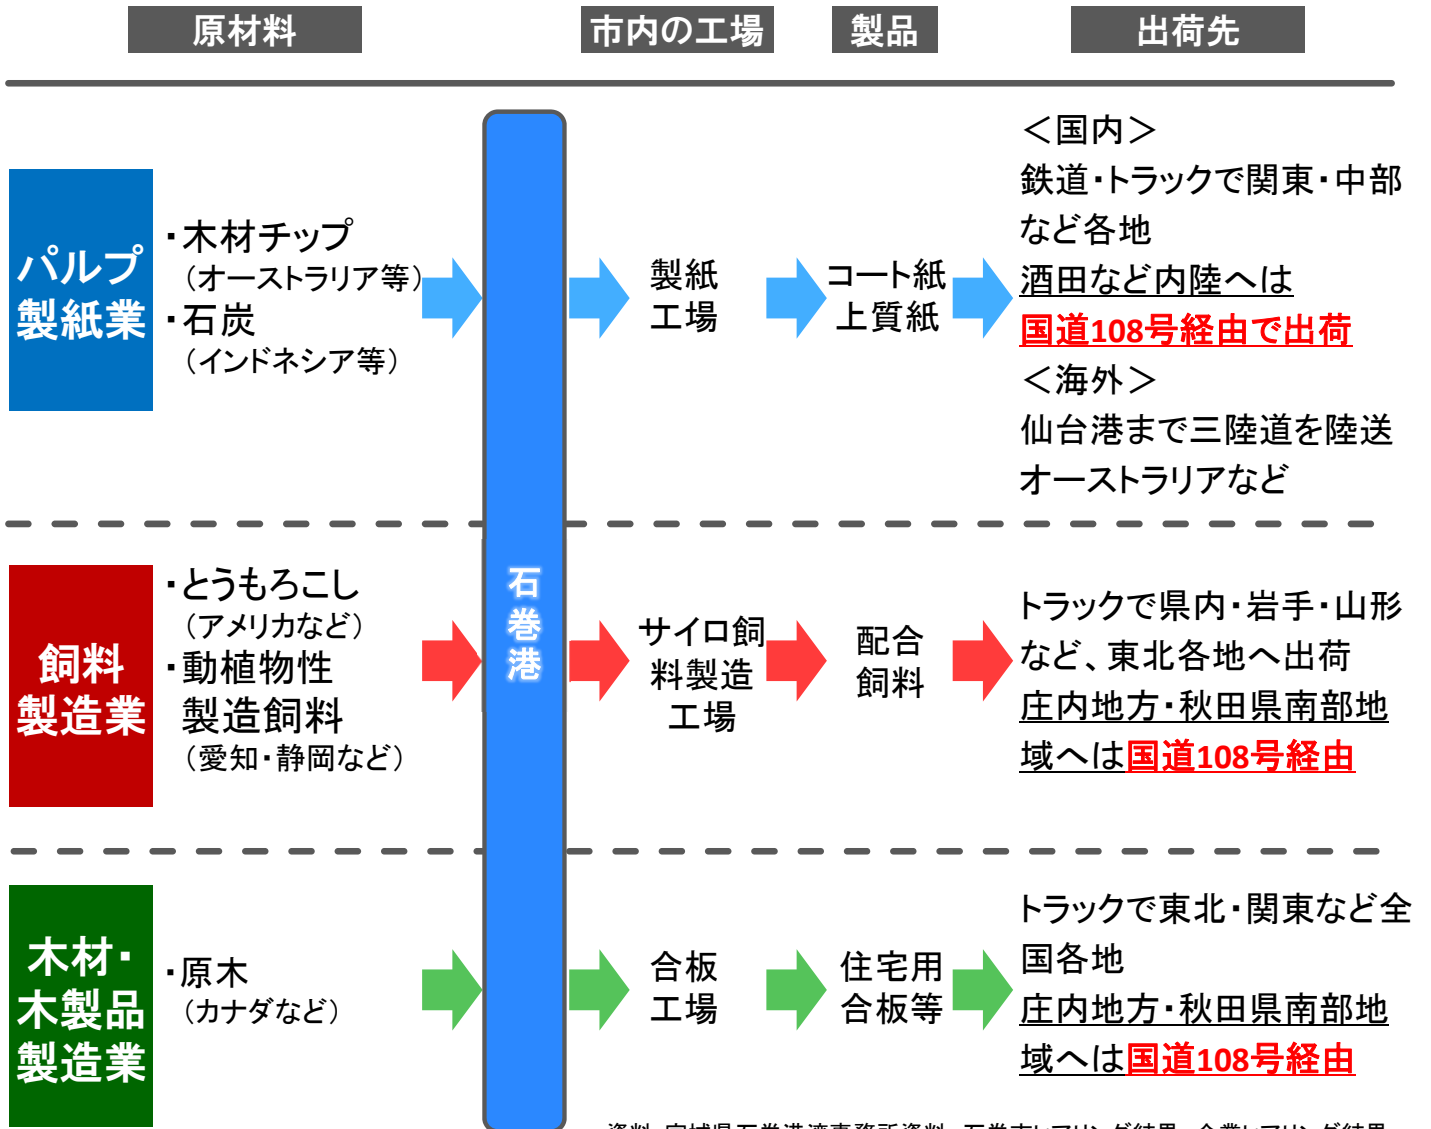 原材料
市内の工場
製品
出荷先
パルプ
製紙業
・木材チップ
（オーストラリア等）
・石炭
（インドネシア等）
製紙
工場
コート紙
上質紙
＜国内＞
鉄道・トラックで関東・中部
など各地
酒田など内陸へは
国道108号経由で出荷
＜海外＞
仙台港まで三陸道を陸送
オーストラリアなど
石巻港
飼料
製造業
・とうもろこし
（アメリカなど）
・動植物性
製造飼料
（愛知・静岡など）
サイロ飼
料製造
工場
配合
飼料
トラックで県内・岩手・山形
など、東北各地へ出荷
庄内地方・秋田県南部地
域へは国道108号経由
木材・
木製品
製造業
・原木
（カナダなど）
合板
工場
住宅用
合板等
トラックで東北・関東など全
国各地
庄内地方・秋田県南部地
域へは国道108号経由